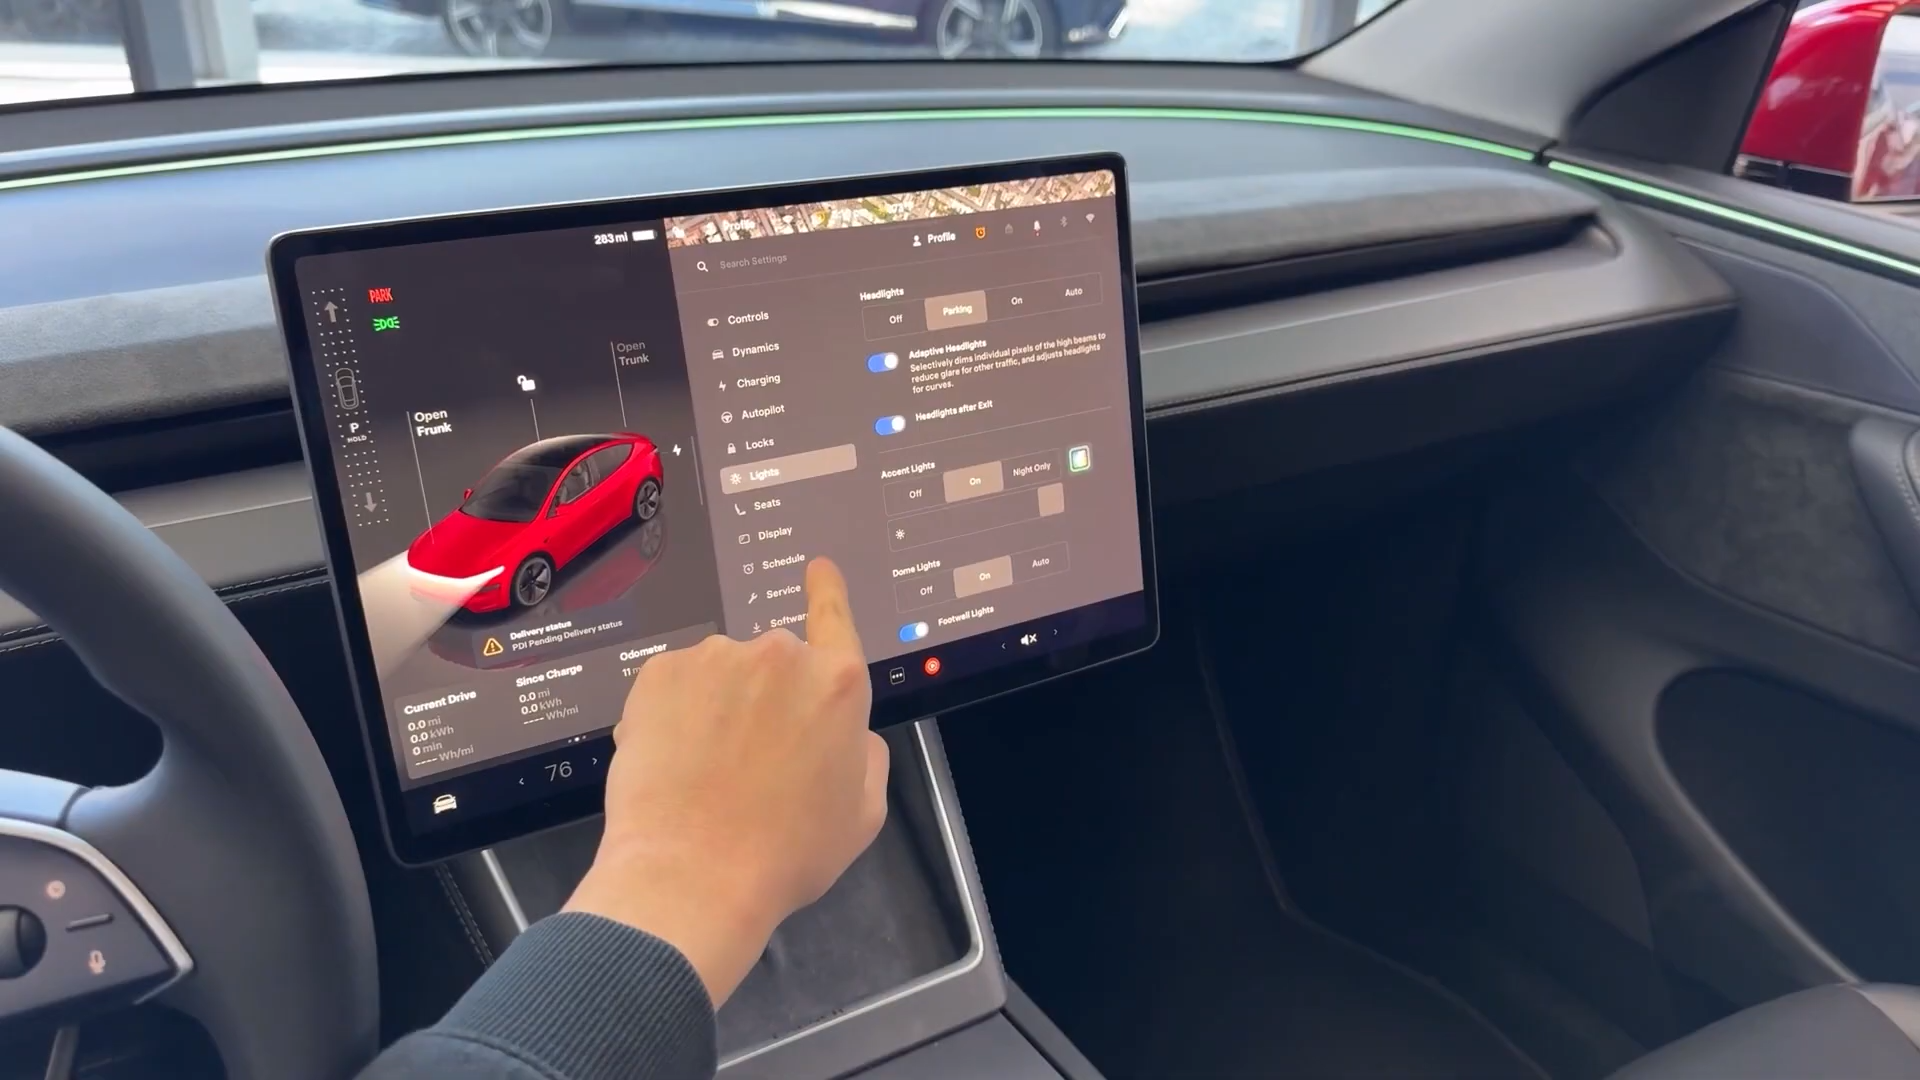 283 mi
PARK
Open
Trunk
Open
Frunk
P
HOLD
Delivery status
PDI Pending Delivery status
Current Drive
0.0 mi
0.0 kWh
0 min
---- Wh/mi
Since Charge
0.0 mi
0.0 kWh
---- Wh/mi
Odometer
11
76
Profile
Profile
Search Settings
Controls
Dynamics
Charging
Autopilot
Locks
Lights
Seats
Display
Schedule
Service
Headlights
Off
Parking
On
Auto
Adaptive Headlights
Selectively dims individual pixels of the high beams to
reduce glare for other traffic, and adjusts headlights
for curves.
Headlights after Exit
Accent Lights
Off
On
Night Only
Dome Lights
Off
On
Auto
Footwell Lights